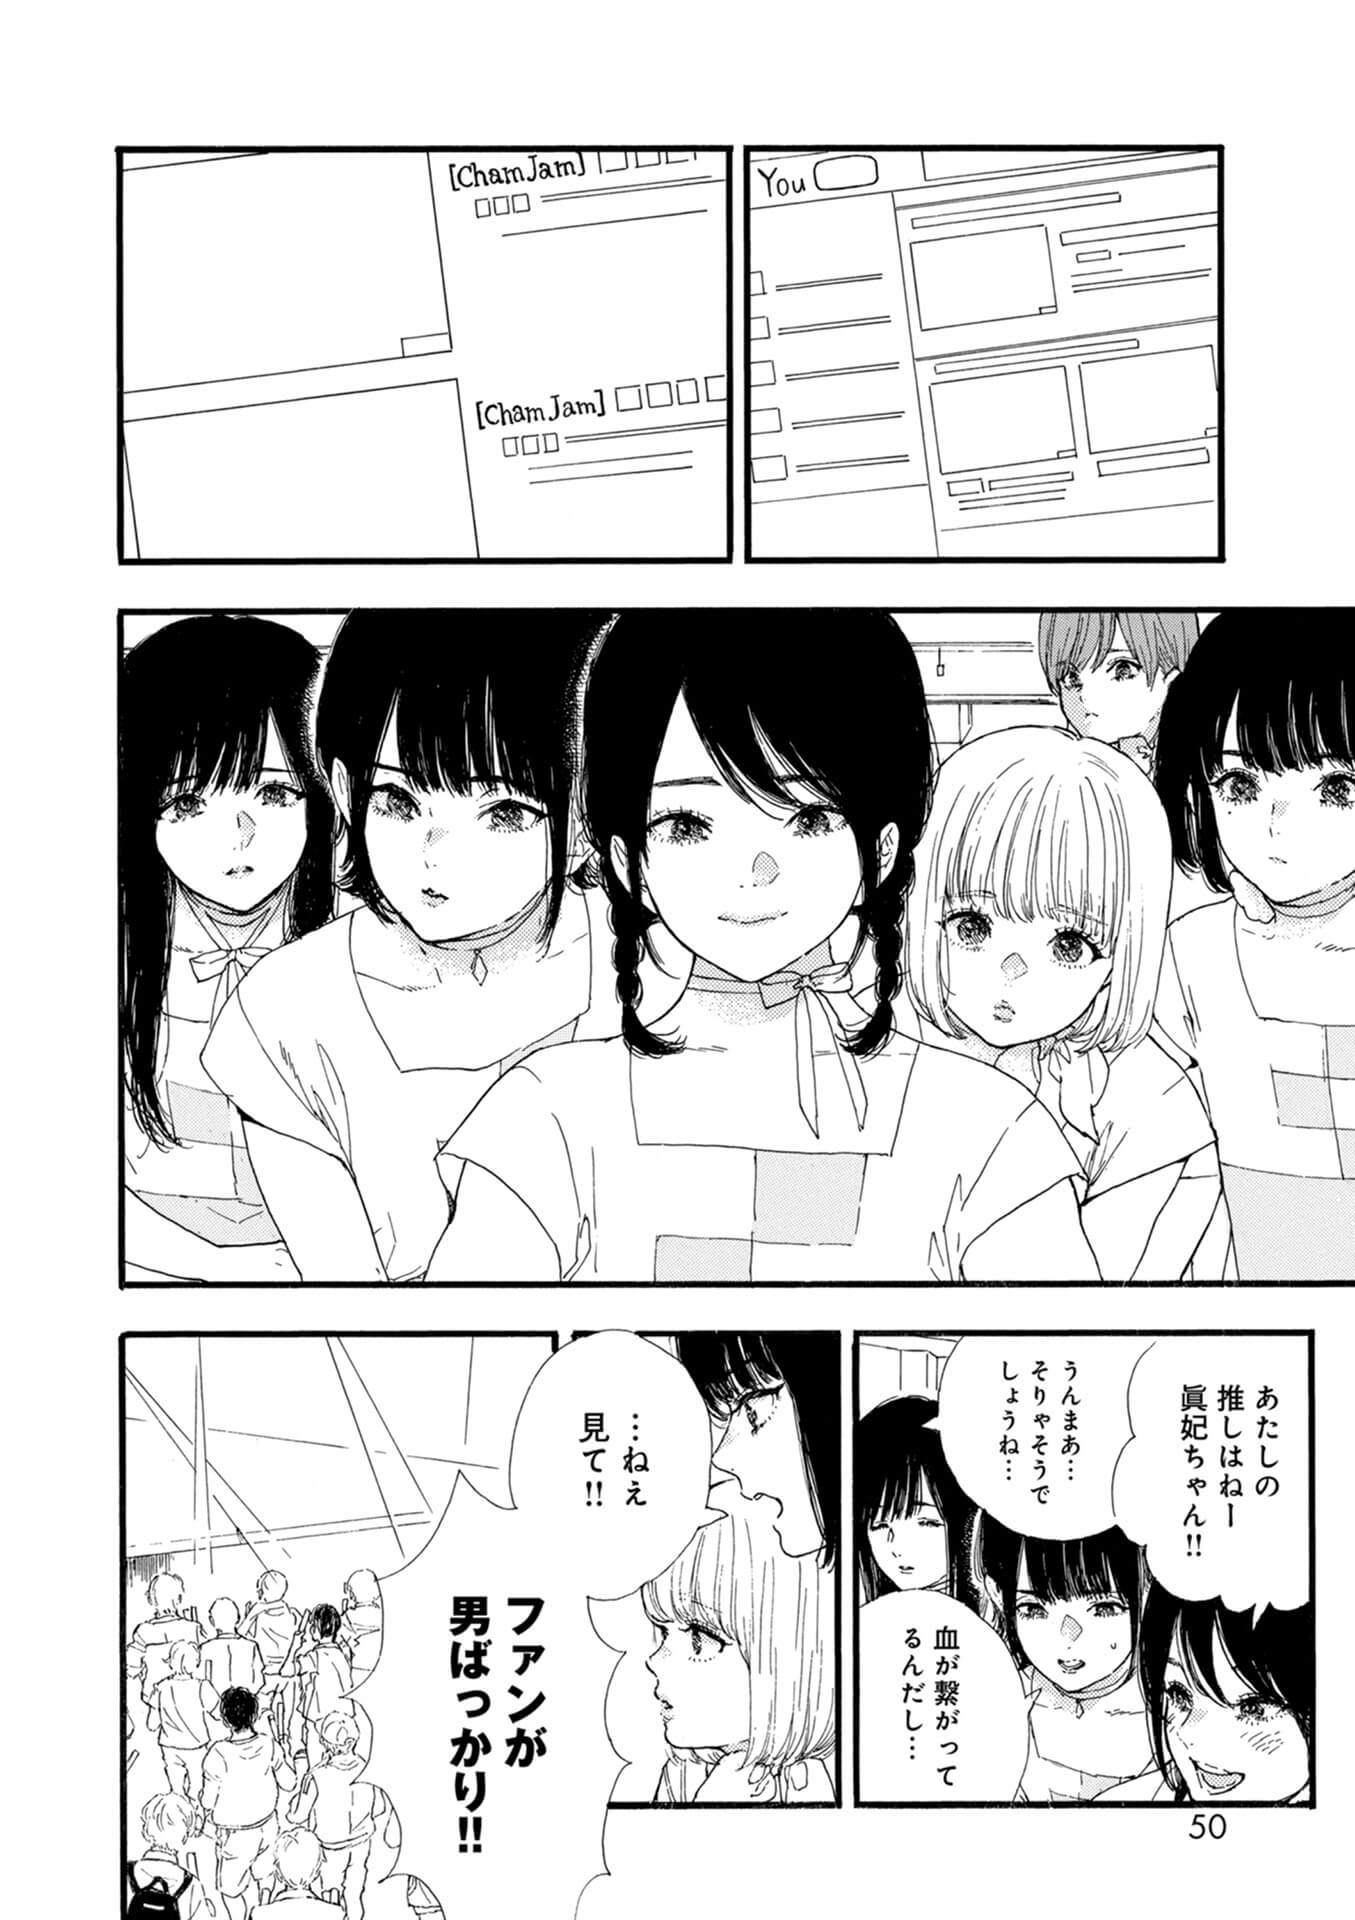 You
[ChamJam]
[ChamJam]
あたしの
推しはねー
眞妃ちゃん!!
うんまあ…
そりゃそうで
しょうね…
血が繋がって
るんだし…
…ねえ
見て!!
ファンが
男ばっかり!!
50